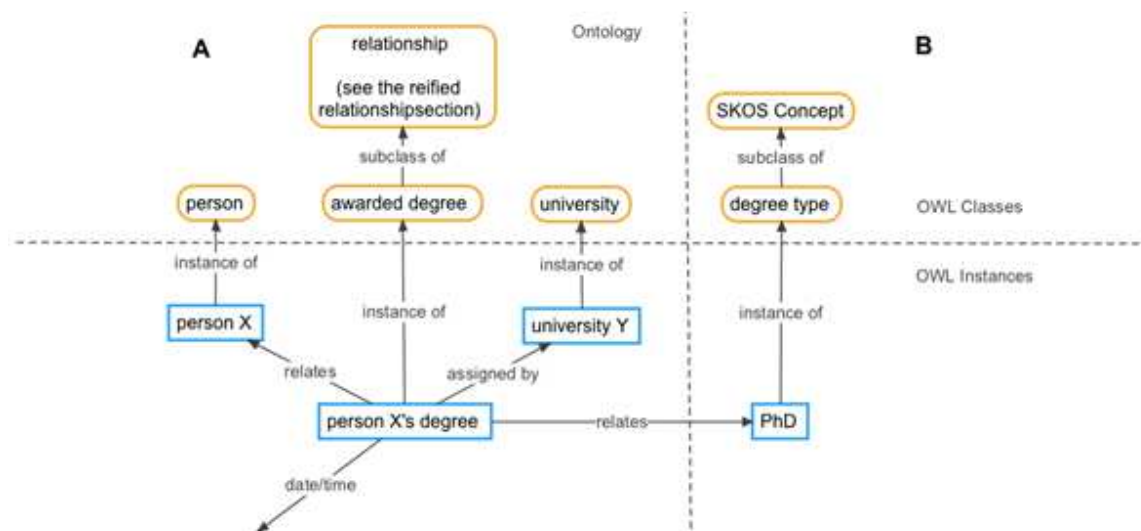 Ontology
A
B
relationship
(see the reified
relationshipsection)
SKOS Concept
subclass of
subclass of
person
awarded degree
university
degree type
OWL Classes
instance of
instance of
OWL Instances
person X
instance of
university Y
instance of
relates
assigned by
person X's degree
relates
PhD
date/time